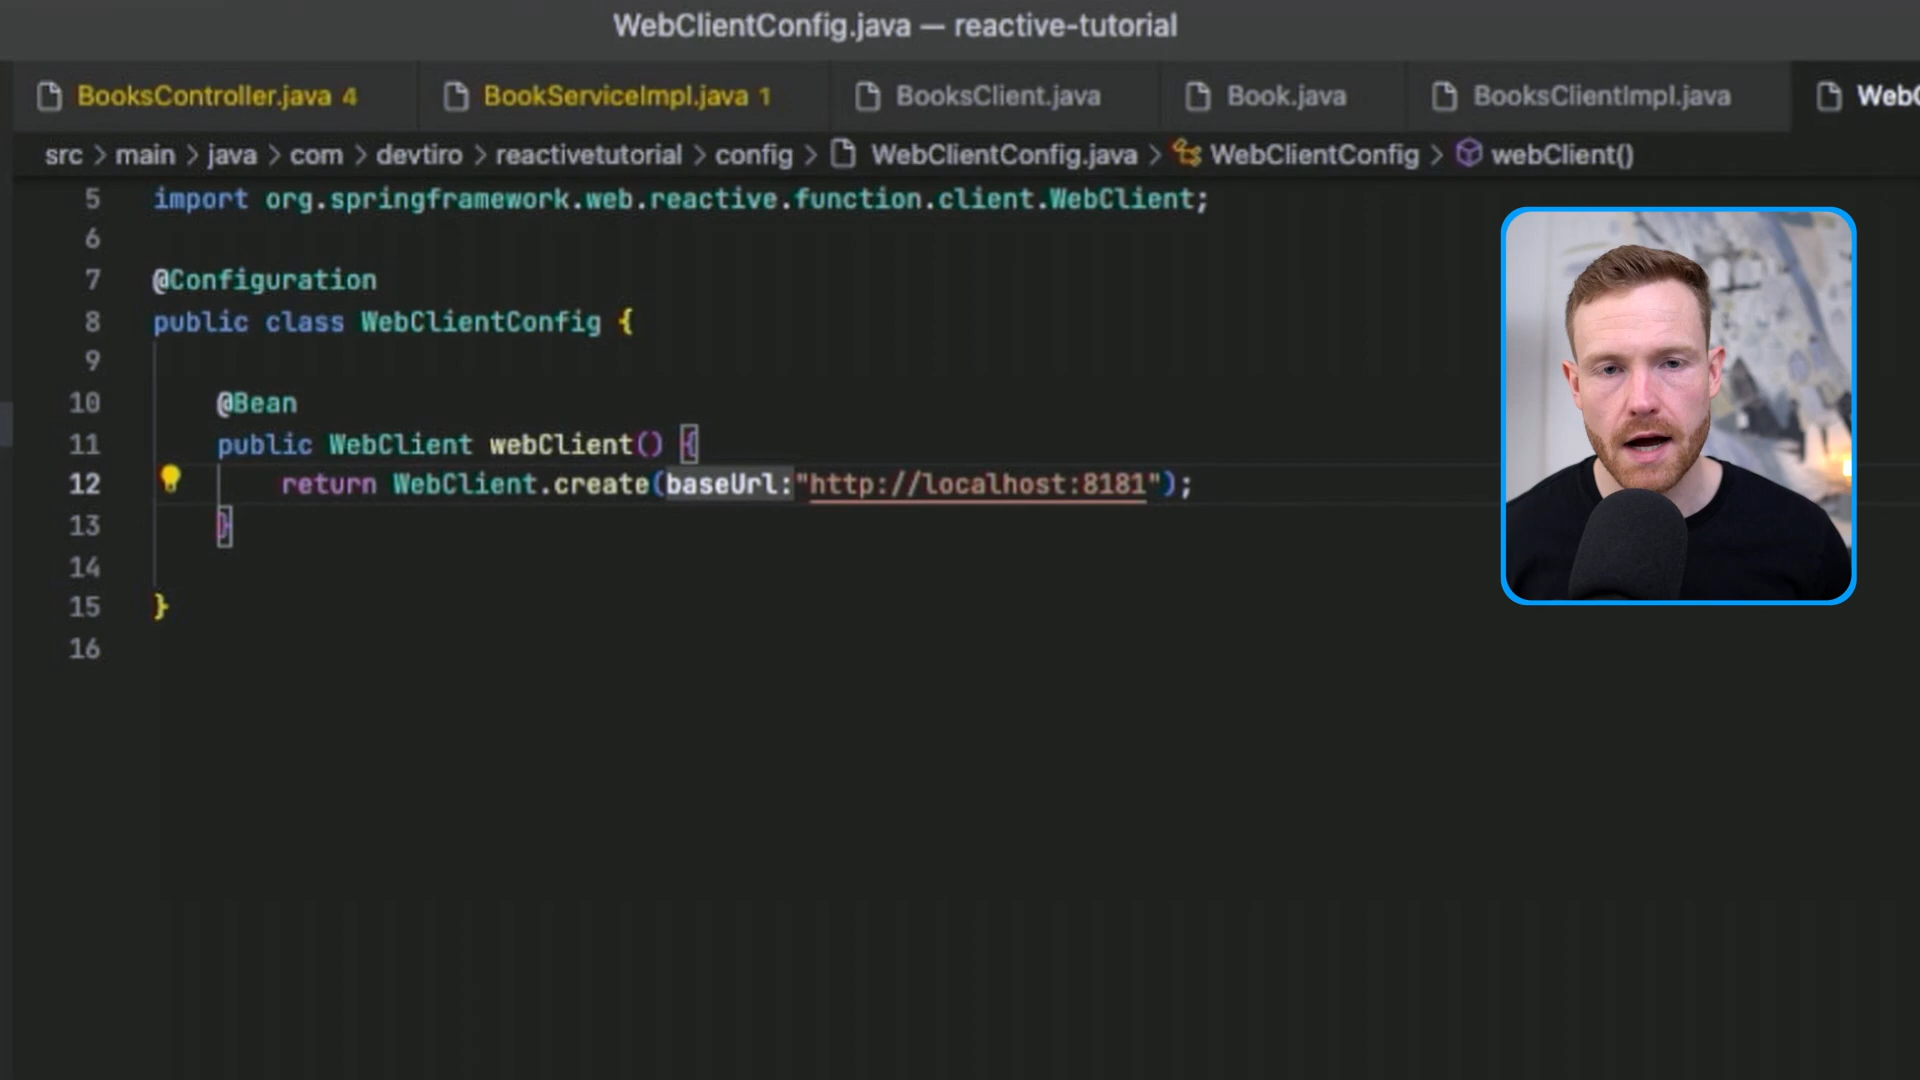 WebClientConfig.java — reactive-tutorial
BooksController.java 4 BookServiceImpl.java 1 BooksClient.java Book.java BooksClientImpl.java WebC
src > main > java > com > devtiro > reactivetutorial > config > WebClientConfig.java > WebClientConfig > webClient()
5 import org.springframework.web.reactive.function.client.WebClient;
6
7 @Configuration
8 public class WebClientConfig {
9
10 @Bean
11 public WebClient webClient() {
12 return WebClient.create(baseUrl:"http://localhost:8181");
13 }
14
15 }
16